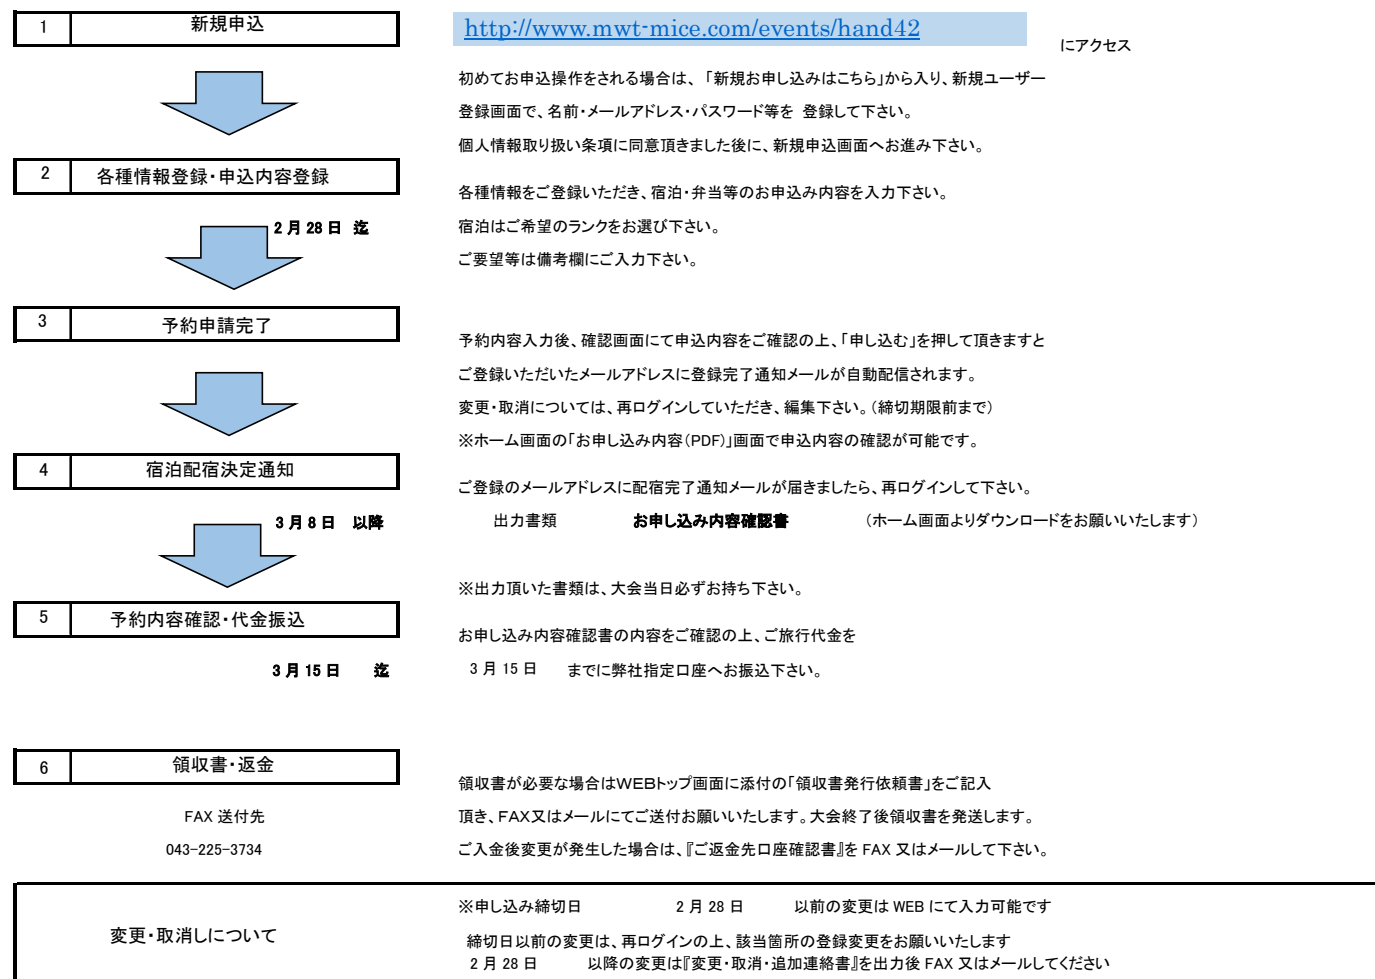 1 新規申込 http://www.mwt-mice.com/events/hand42 にアクセス
初めてお申込操作をされる場合は、「新規お申し込みはこちら」から入り、新規ユーザー
登録画面で、名前・メールアドレス・パスワード等を 登録して下さい。
個人情報取り扱い条項に同意頂きました後に、新規申込画面へお進み下さい。
2 各種情報登録・申込内容登録
各種情報をご登録いただき、宿泊・弁当等のお申込み内容を入力下さい。
2 月 28 日 迄 宿泊はご希望のランクをお選び下さい。
ご要望等は備考欄にご入力下さい。
3 予約申請完了
予約内容入力後、確認画面にて申込内容をご確認の上、「申し込む」を押して頂きますと
ご登録いただいたメールアドレスに登録完了通知メールが自動配信されます。
変更・取消については、再ログインしていただき、編集下さい。(締切期限前まで)
※ホーム画面の「お申し込み内容(PDF)」画面で申込内容の確認が可能です。
4 宿泊配宿決定通知
ご登録のメールアドレスに配宿完了通知メールが届きましたら、再ログインして下さい。
3 月 8 日 以降 出力書類 お申し込み内容確認書 (ホーム画面よりダウンロードをお願いいたします)
※出力頂いた書類は、大会当日必ずお持ち下さい。
5 予約内容確認・代金振込
お申し込み内容確認書の内容をご確認の上、ご旅行代金を
3 月 15 日 迄 3 月 15 日 までに弊社指定口座へお振込下さい。
6 領収書・返金
領収書が必要な場合はWEBトップ画面に添付の「領収書発行依頼書」をご記入
FAX 送付先 頂き、FAX又はメールにてご送付お願いいたします。大会終了後領収書を発送します。
043-225-3734 ご入金後変更が発生した場合は、『ご返金先口座確認書』を FAX 又はメールして下さい。
※申し込み締切日 2 月 28 日 以前の変更は WEB にて入力可能です
変更・取消しについて
締切日以前の変更は、再ログインの上、該当箇所の登録変更をお願いいたします
2 月 28 日 以降の変更は『変更・取消・追加連絡書』を出力後 FAX 又はメールしてください